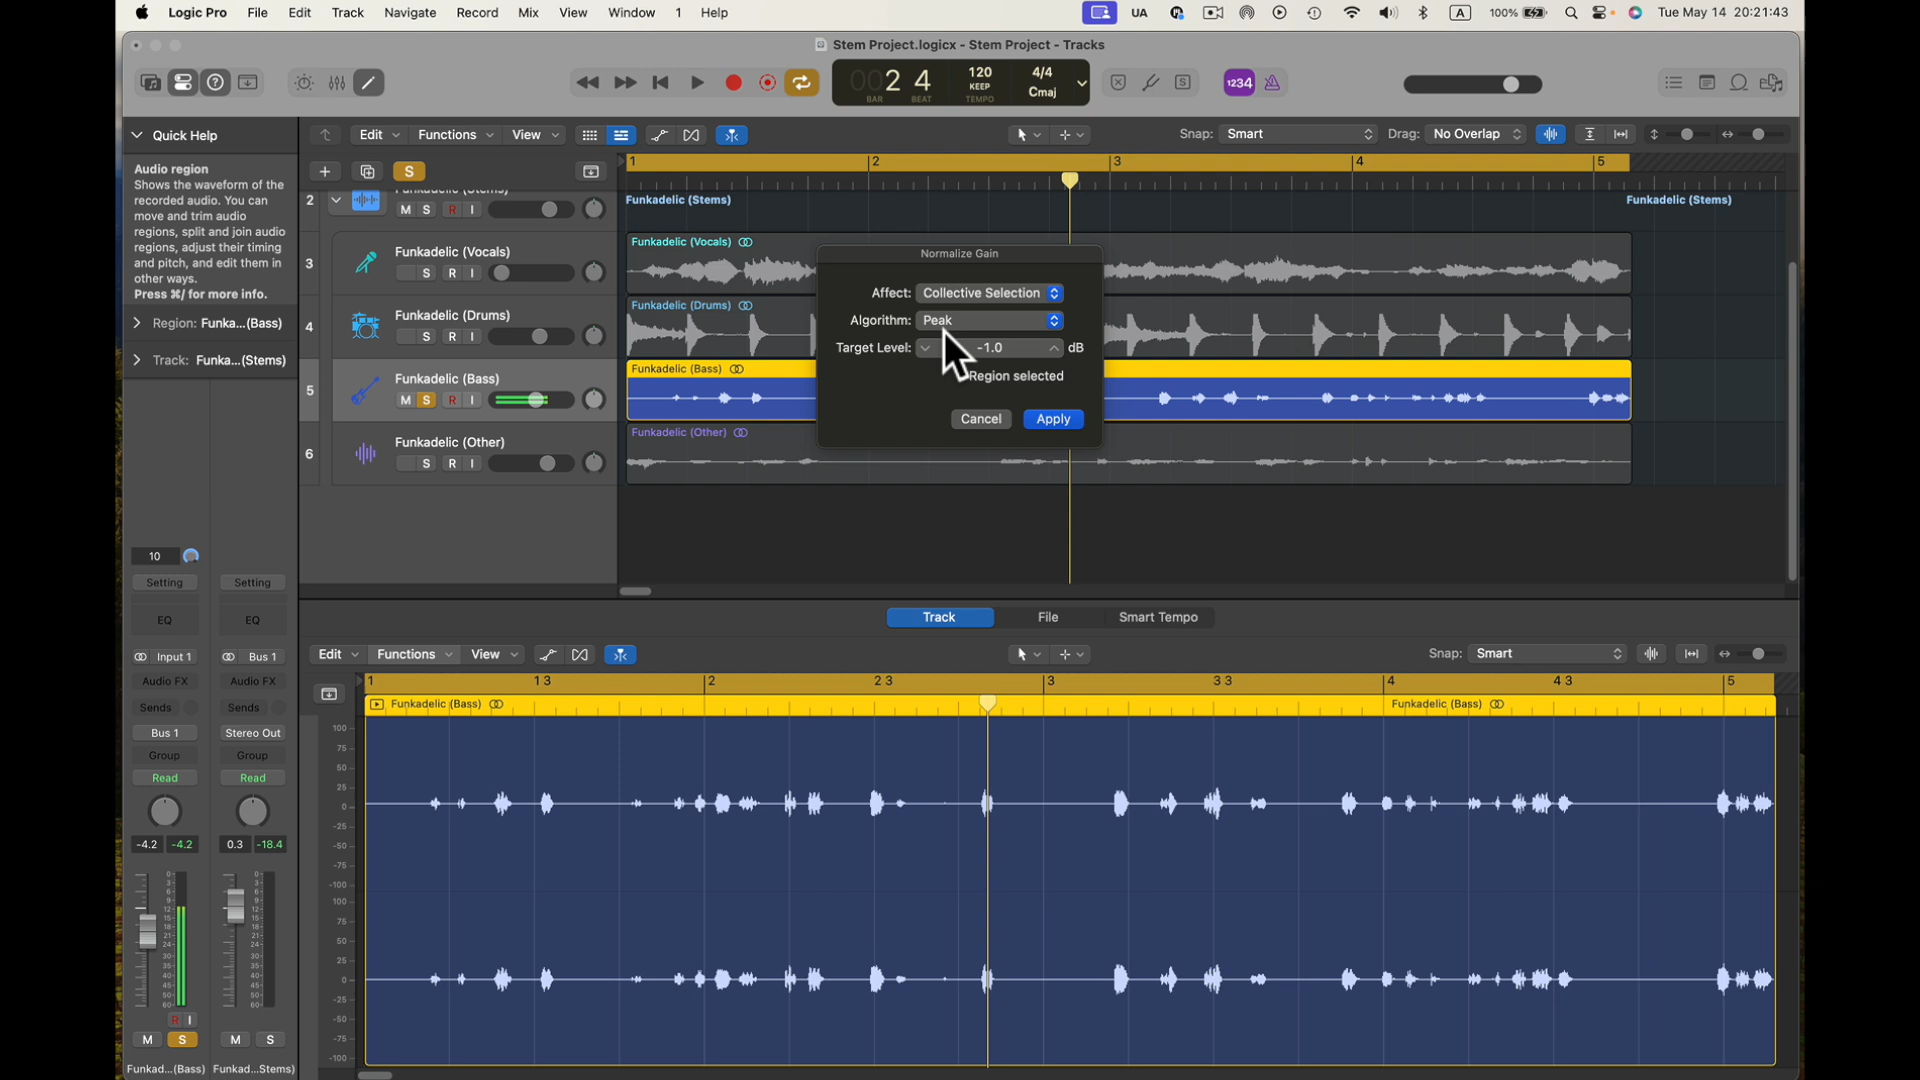 Logic Pro File Edit Track Navigate Record Mix View Window 1 Help
UA A 100% Tue May 14 20:21:43
Stem Project.logicx - Stem Project - Tracks
002 4 120 4/4
KEEP Cmaj
BAR BEAT TEMPO
1234
Quick Help
Edit Functions View
Snap: Smart Drag: No Overlap
Audio region
Shows the waveform of the
recorded audio. You can
move and trim audio
regions, split and join audio
regions, adjust their timing
and pitch, and edit them in
other ways.
Press ⌘/ for more info.
Region: Funka...(Bass)
Track: Funka...(Stems)
S
1 2 3 4 5
2 M S R I
Funkadelic (Stems) Funkadelic (Stems)
3 Funkadelic (Vocals)
S R I
Funkadelic (Vocals)
4 Funkadelic (Drums)
S R I
Funkadelic (Drums)
5 Funkadelic (Bass)
M S R I
Funkadelic (Bass)
6 Funkadelic (Other)
S R I
Funkadelic (Other)
Normalize Gain
Affect: Collective Selection
Algorithm: Peak
Target Level: -1.0 dB
Region selected
Cancel Apply
10
Setting Setting
EQ EQ
Input 1 Bus 1
Audio FX Audio FX
Sends Sends
Bus 1 Stereo Out
Group Group
Read Read
-4.2 -4.2 0.3 -18.4
R I
M S M S
Funkad...(Bass) Funkad...Stems)
Track File Smart Tempo
Edit Functions View
Snap: Smart
1 1 3 2 2 3 3 3 3 4 4 3 5
Funkadelic (Bass) Funkadelic (Bass)
100
75
50
25
0
-25
-50
-75
-100
100
75
50
25
0
-25
-50
-75
-100